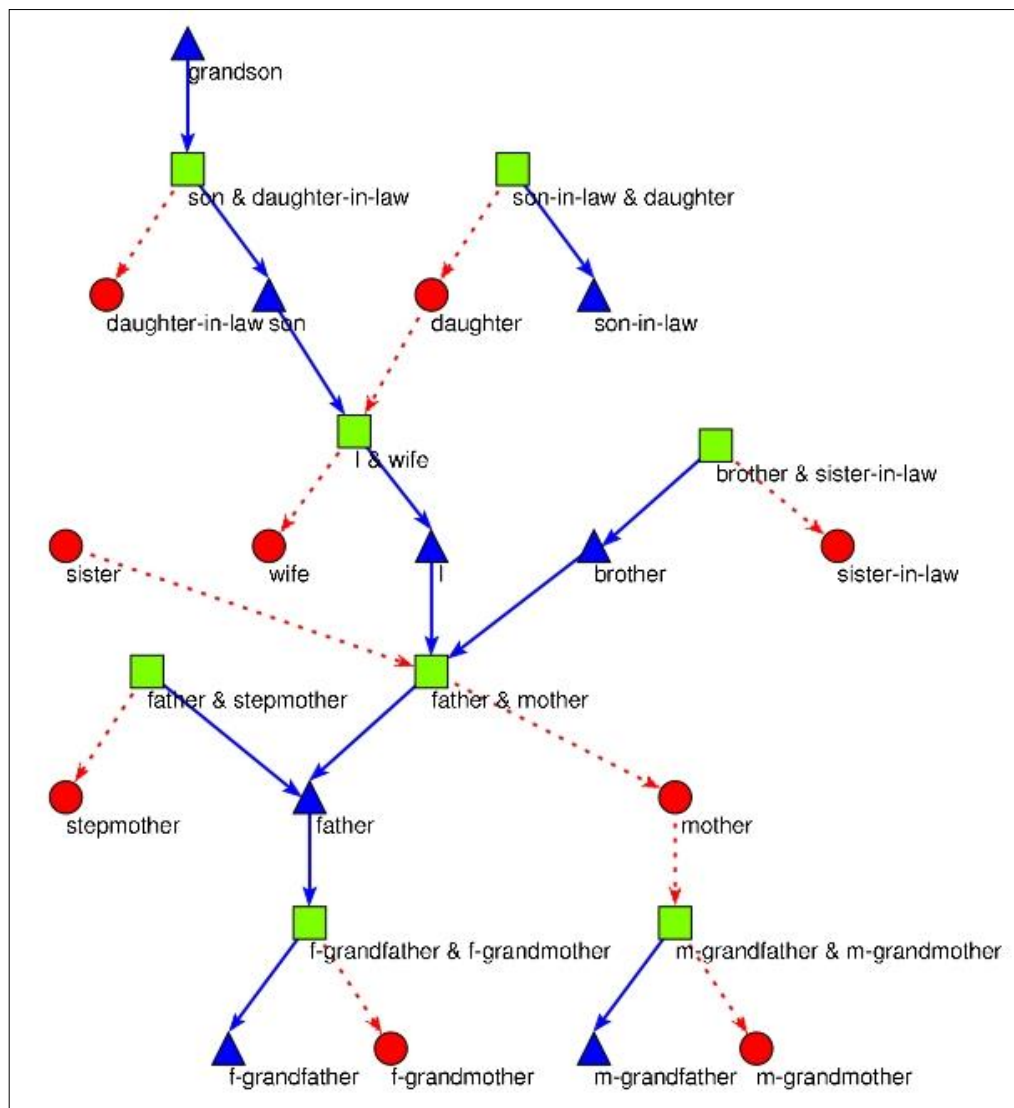 grandson
son & daughter-in-law
son-in-law & daughter
daughter-in-law
son
daughter
son-in-law
I & wife
brother & sister-in-law
sister
wife
I
brother
sister-in-law
father & stepmother
father & mother
stepmother
father
mother
f-grandfather & f-grandmother
m-grandfather & m-grandmother
f-grandfather
f-grandmother
m-grandfather
m-grandmother